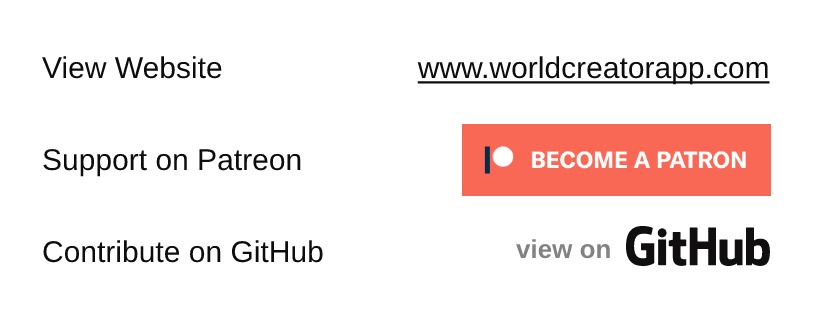 View Website www.worldcreatorapp.com
Support on Patreon BECOME A PATRON
Contribute on GitHub view on GitHub